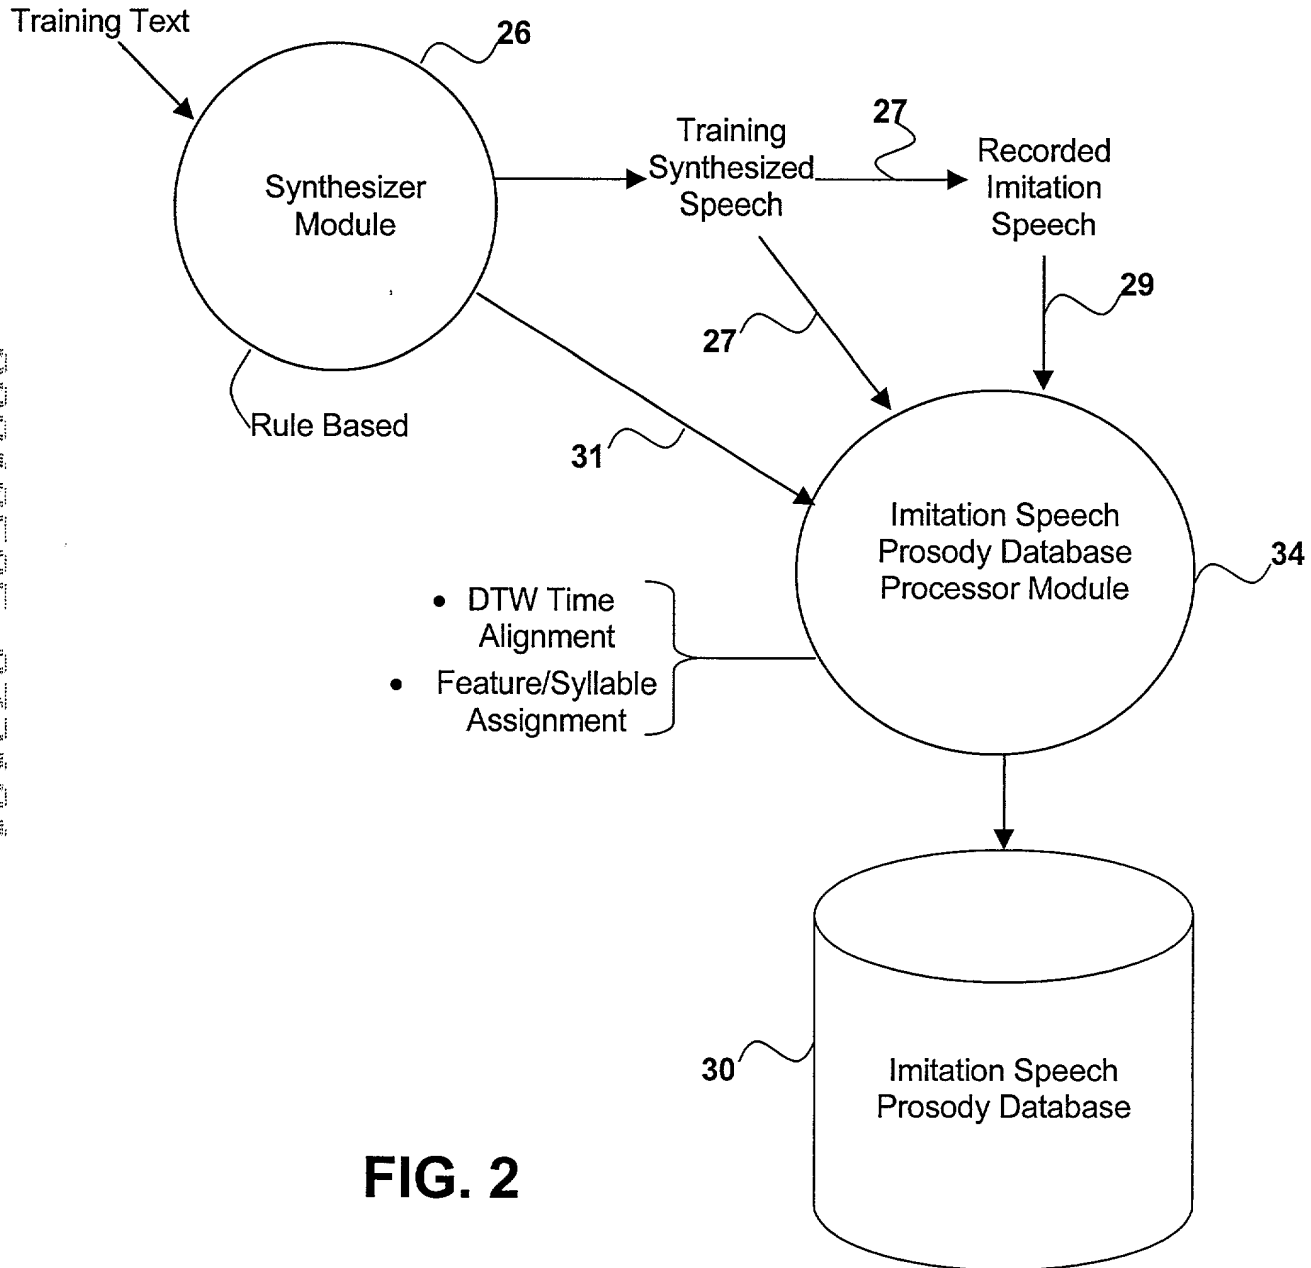 Training Text
26
27
Training
Synthesized
Speech
Recorded
Imitation
Speech
Synthesizer
Module
29
27
Rule Based
31
Imitation Speech
Prosody Database
Processor Module
34
• DTW Time
Alignment
• Feature/Syllable
Assignment
30
Imitation Speech
Prosody Database
FIG. 2